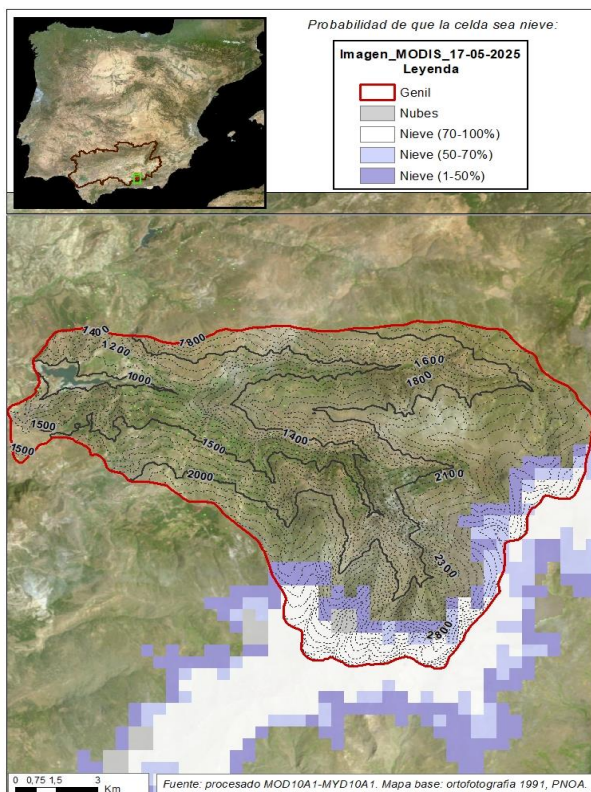 Probabilidad de que la celda sea nieve:
Imagen_MODIS_17-05-2025
Leyenda
Genil
Nubes
Nieve (70-100%)
Nieve (50-70%)
Nieve (1-50%)
1400
1200
1800
1600
1000
1800
1500
1500
1500
1400
2000
2100
2300
2800
0 0,75 1,5 3
Km
Fuente: procesado MOD10A1-MYD10A1. Mapa base: ortofotografia 1991, PNOA.